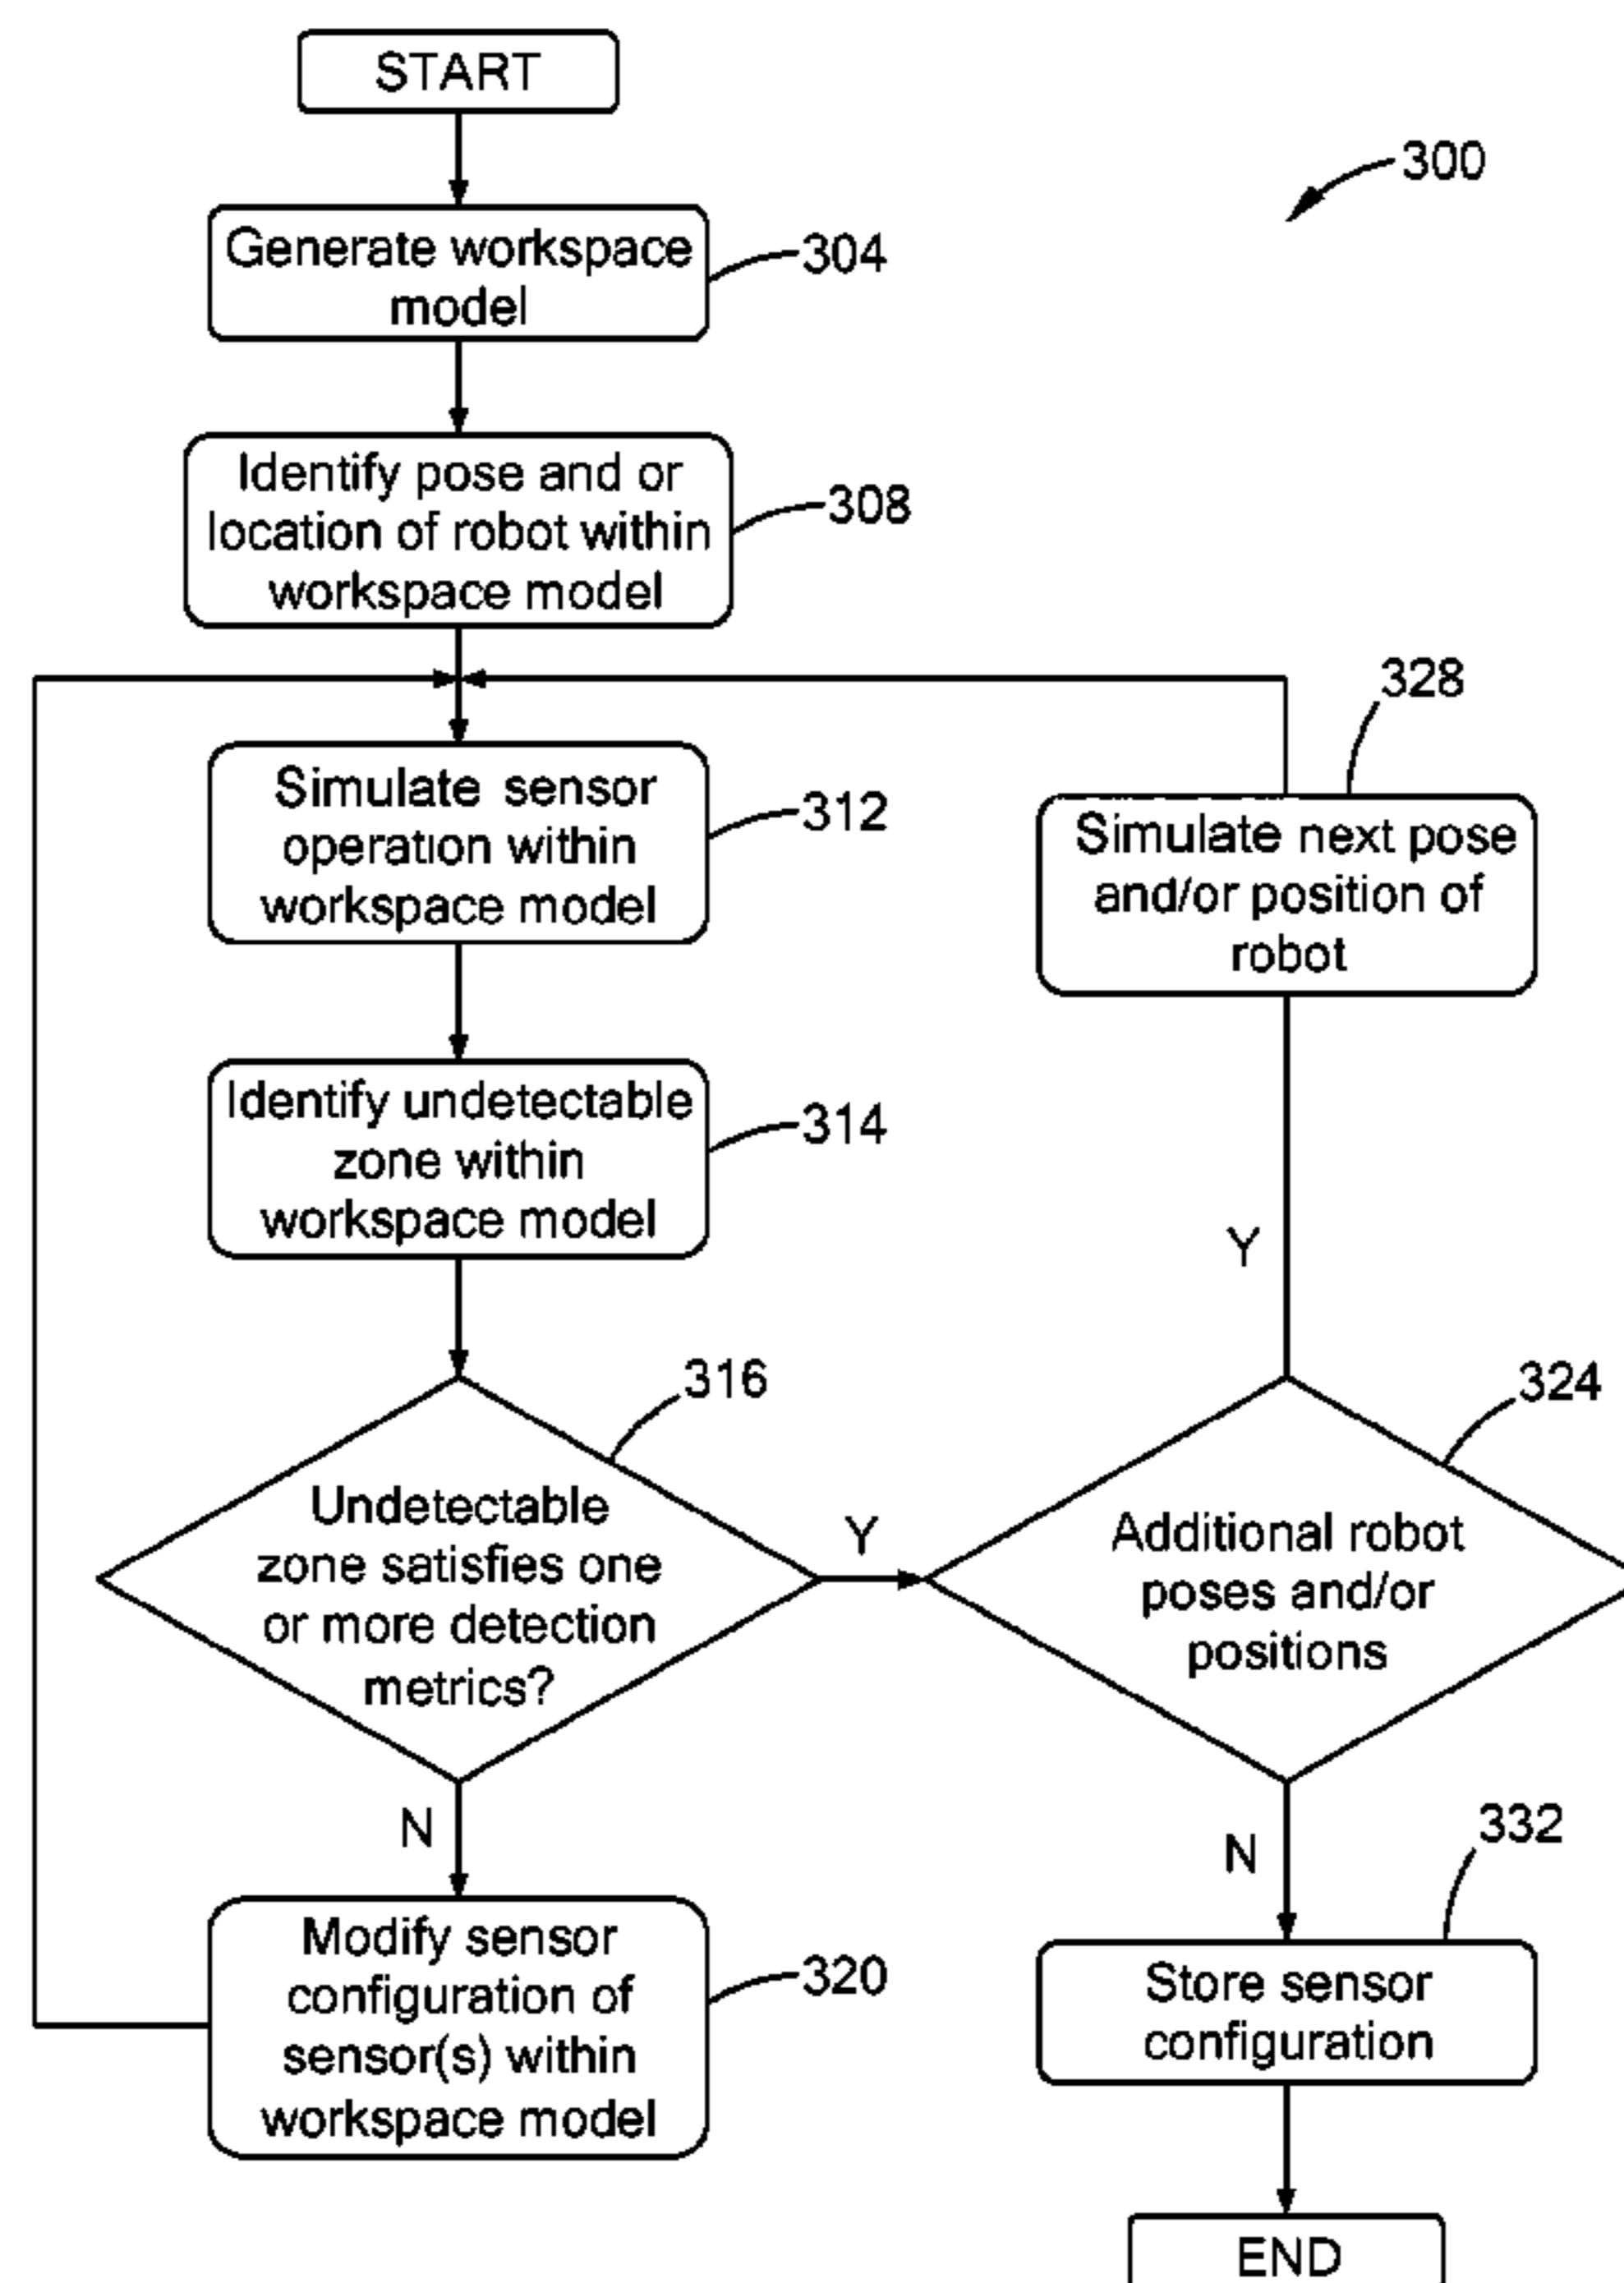 START
300
Generate workspace
model
304
Identify pose and or
location of robot within
workspace model
308
328
Simulate sensor
operation within
workspace model
312
Simulate next pose
and/or position of
robot
Identify undetectable
zone within
workspace model
314
Y
316
324
Undetectable
zone satisfies one
or more detection
metrics?
Y
Additional robot
poses and/or
positions
N
N
332
Modify sensor
configuration of
sensor(s) within
workspace model
320
Store sensor
configuration
END